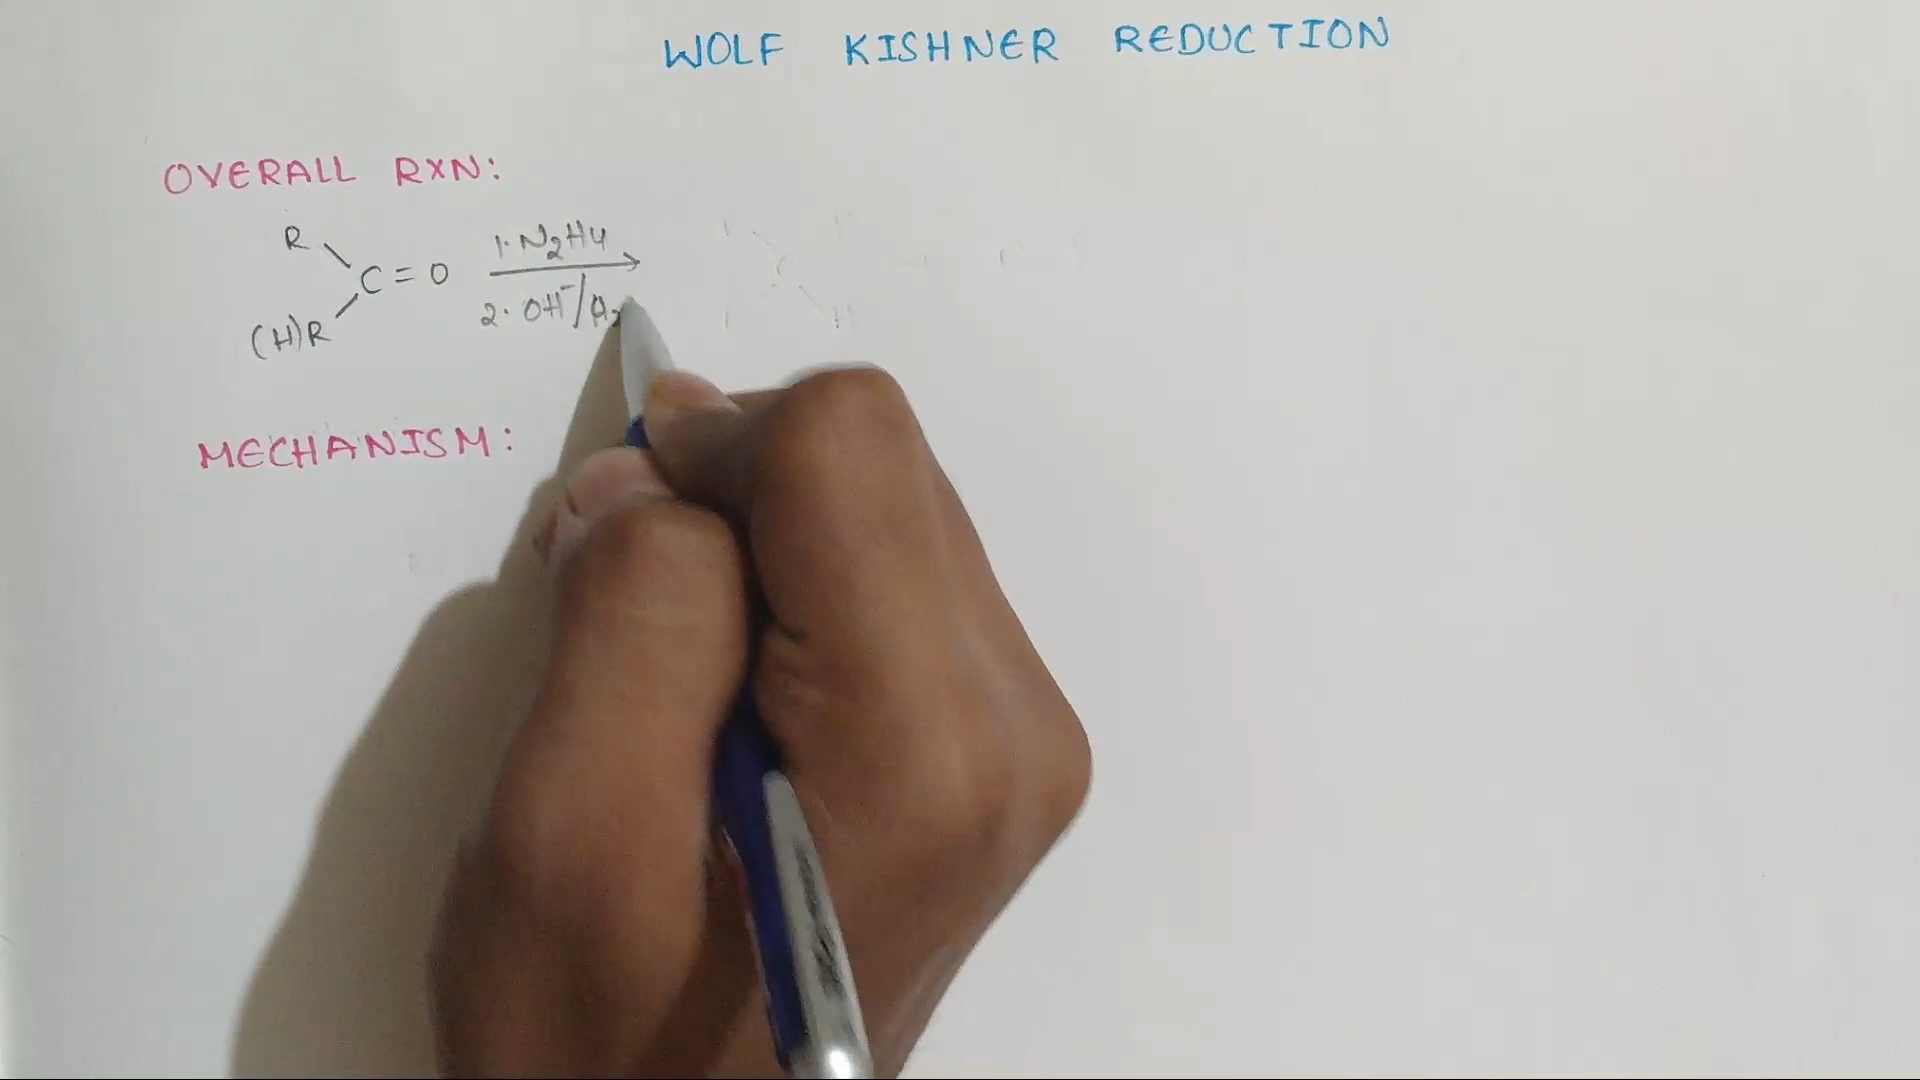 WOLF KISHNER REDUCTION
OVERALL RXN:
R
C=O
(H)R
1. N2H4
2. OH⁻/
MECHANISM: